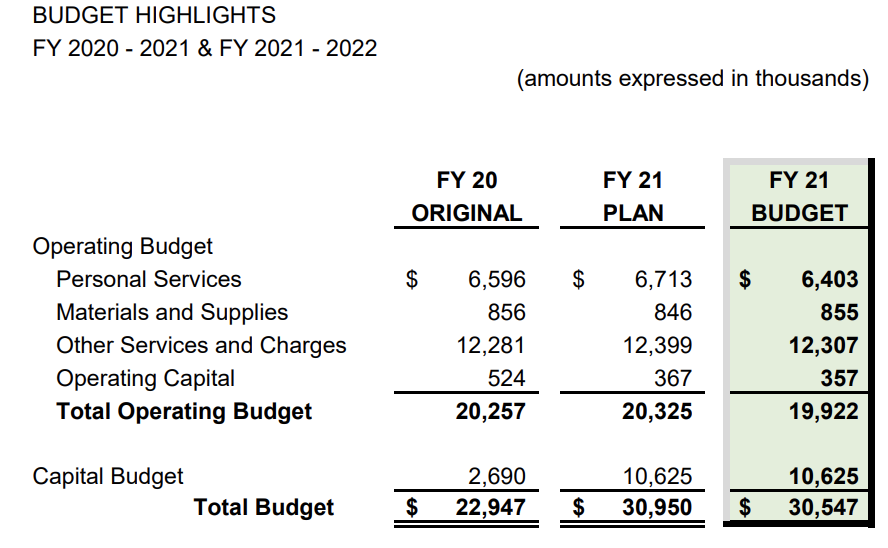 BUDGET HIGHLIGHTS
FY 2020 - 2021 & FY 2021 - 2022
(amounts expressed in thousands)
FY 20 FY 21 FY 21
ORIGINAL PLAN BUDGET
Operating Budget
Personal Services $ 6,596 $ 6,713 $ 6,403
Materials and Supplies 856 846 855
Other Services and Charges 12,281 12,399 12,307
Operating Capital 524 367 357
Total Operating Budget 20,257 20,325 19,922
Capital Budget 2,690 10,625 10,625
Total Budget $ 22,947 $ 30,950 $ 30,547